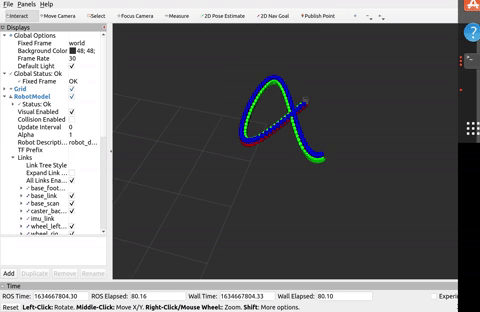 File Panels Help
Interact Move Camera Select Focus Camera Measure 2D Pose Estimate 2D Nav Goal Publish Point
Displays
Global Options
Fixed Frame world
Background Color 48; 48;
Frame Rate 30
Default Light
Global Status: Ok
Fixed Frame OK
Grid
RobotModel
Status: Ok
Visual Enabled
Collision Enabled
Update Interval 0
Alpha 1
Robot Descripti... robot_d...
TF Prefix
Links
Link Tree Style
Expand Link ...
All Links Ena...
base_foot...
base_link
base_scan
caster_bac...
imu_link
wheel_left...
wheel_rig...
Add Duplicate Remove Rename
Time
ROS Time: 1634667804.30 ROS Elapsed: 80.16 Wall Time: 1634667804.33 Wall Elapsed: 80.10 Experi
Reset Left-Click: Rotate. Middle-Click: Move X/Y. Right-Click/Mouse Wheel: Zoom. Shift: More options.